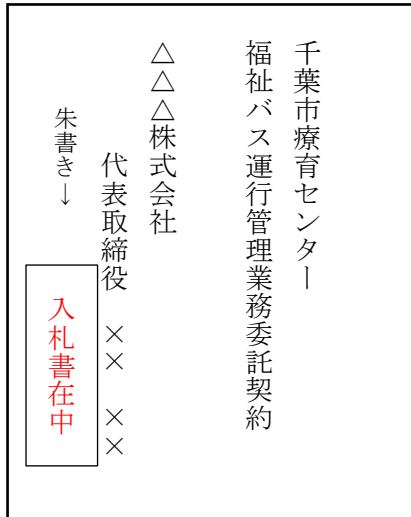 千葉市療育センター
福祉バス運行管理業務委託契約
△△△株式会社
代表取締役　××　××
朱書き→
入札書在中